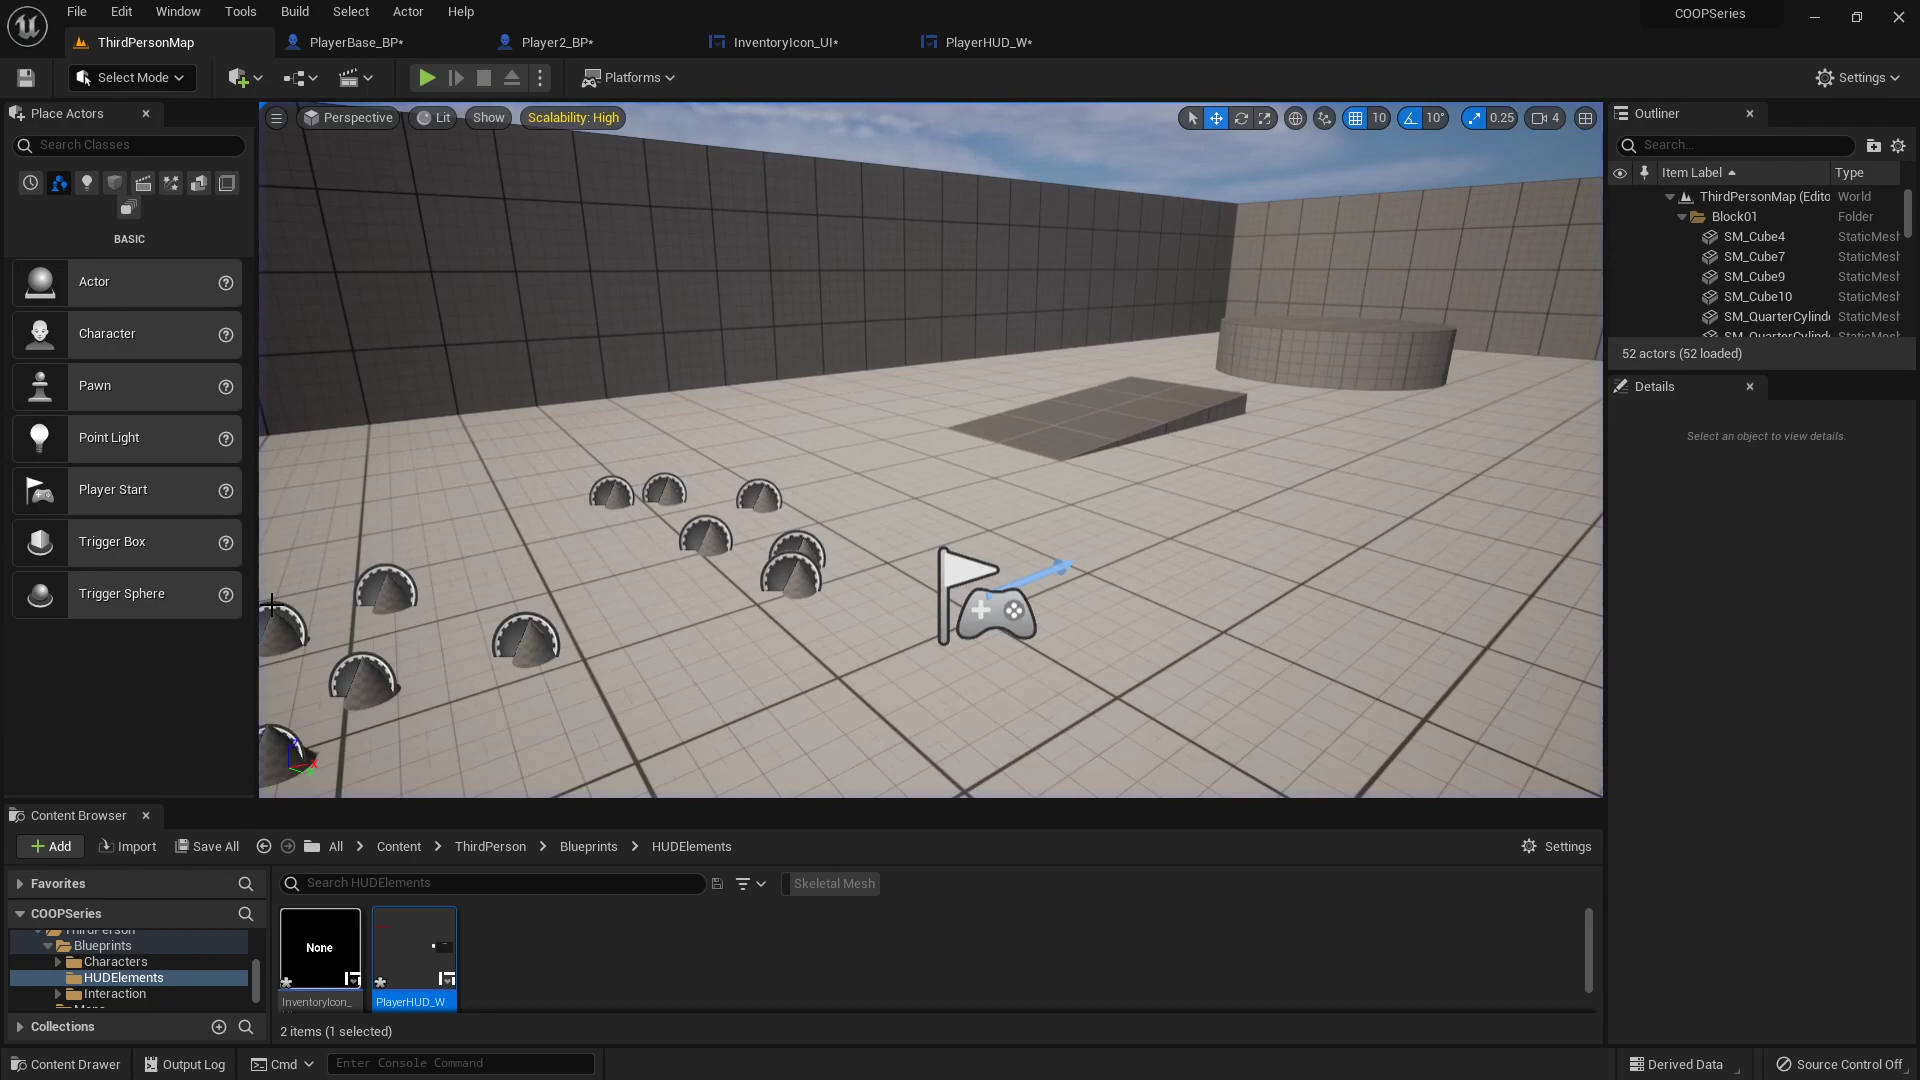 File Edit Window Tools Build Select Actor Help
COOPSeries
ThirdPersonMap PlayerBase_BP* Player2_BP* InventoryIcon_UI* PlayerHUD_W*
Select Mode Platforms Settings
Place Actors
Search Classes
BASIC
Actor
Character
Pawn
Point Light
Player Start
Trigger Box
Trigger Sphere
Perspective Lit Show Scalability: High 10 10° 0.25 4
Outliner
Search...
Item Label Type
ThirdPersonMap (Edito World
Block01 Folder
SM_Cube4 StaticMesh
SM_Cube7 StaticMesh
SM_Cube9 StaticMesh
SM_Cube10 StaticMesh
SM_QuarterCylinde StaticMesh
SM_QuarterCylinde StaticMesh
52 actors (52 loaded)
Details
Select an object to view details.
Content Browser
Add Import Save All All Content ThirdPerson Blueprints HUDElements Settings
Favorites
COOPSeries
ThirdPerson
Blueprints
Characters
HUDElements
Interaction
Collections
Search HUDElements Skeletal Mesh
None
InventoryIcon_ PlayerHUD_W
2 items (1 selected)
Content Drawer Output Log Cmd Enter Console Command Derived Data Source Control Off